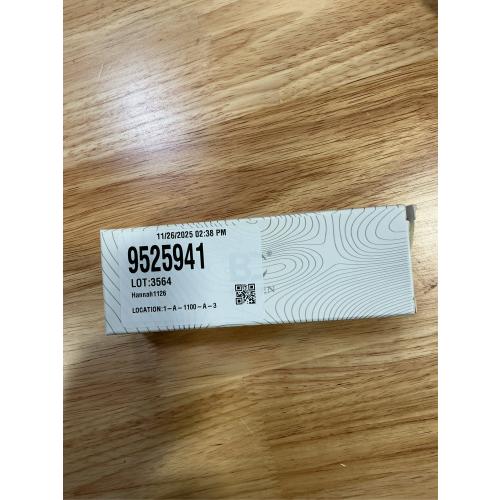 11/26/2025 02:38 PM
9525941
LOT:3564
Hannah1126
LOCATION:1-A-1100-A-3